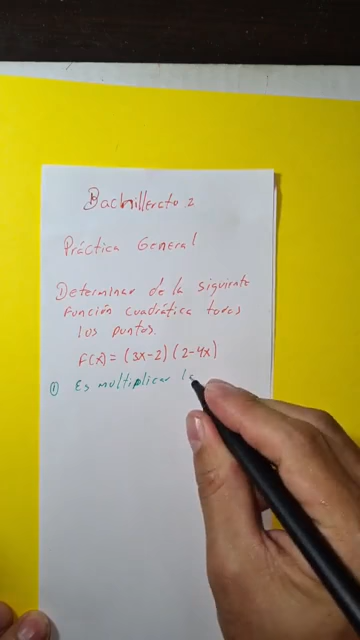 Bachillerato 2
Práctica General
Determinar de la siguiente
función cuadrática todos
los puntos.
F(x) = (3x-2) (2-4x)
① Es multiplicar